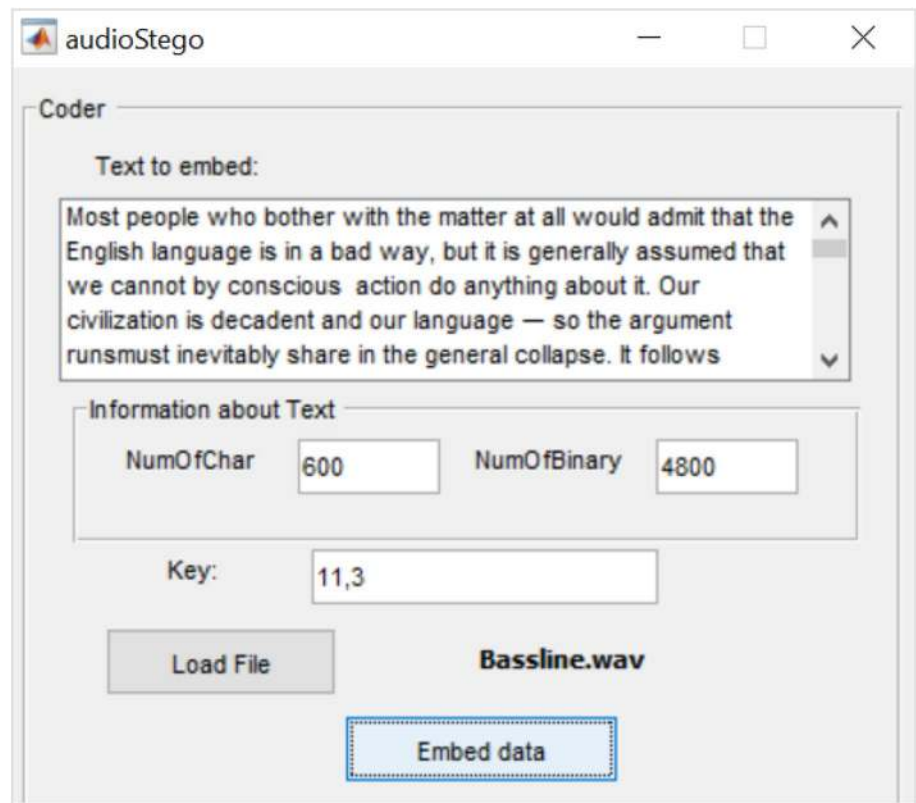 audioStego
Coder
Text to embed:
Most people who bother with the matter at all would admit that the
English language is in a bad way, but it is generally assumed that
we cannot by conscious  action do anything about it. Our
civilization is decadent and our language — so the argument
runsmust inevitably share in the general collapse. It follows
Information about Text
NumOfChar 600 NumOfBinary 4800
Key: 11,3
Load File Bassline.wav
Embed data